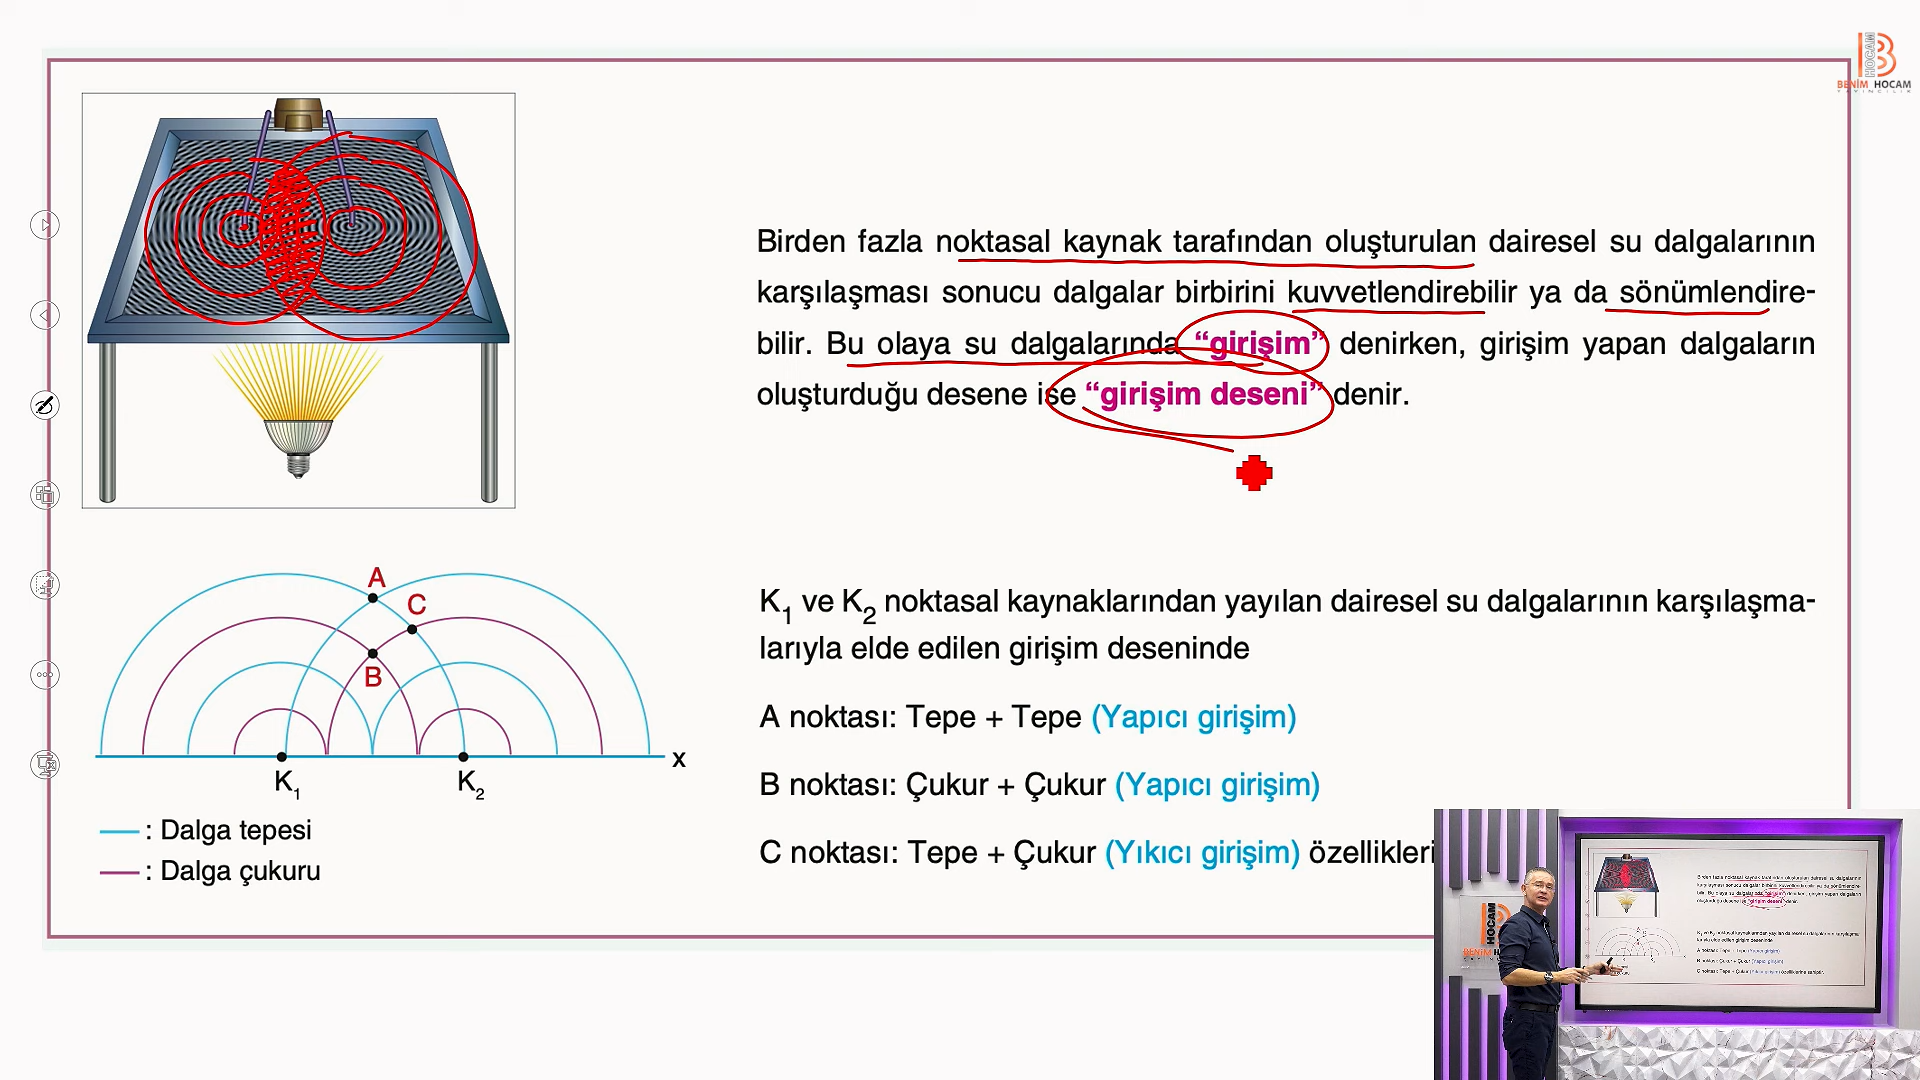 BENİM HOCAM
YAYINCILIK
Birden fazla noktasal kaynak tarafından oluşturulan dairesel su dalgalarının
karşılaşması sonucu dalgalar birbirini kuvvetlendirebilir ya da sönümlendire-
bilir. Bu olaya su dalgalarında “girişim” denirken, girişim yapan dalgaların
oluşturduğu desene ise “girişim deseni” denir.
A
C
B
x
K1
K2
: Dalga tepesi
: Dalga çukuru
K1 ve K2 noktasal kaynaklarından yayılan dairesel su dalgalarının karşılaşma-
larıyla elde edilen girişim deseninde
A noktası: Tepe + Tepe (Yapıcı girişim)
B noktası: Çukur + Çukur (Yapıcı girişim)
C noktası: Tepe + Çukur (Yıkıcı girişim) özellikleri